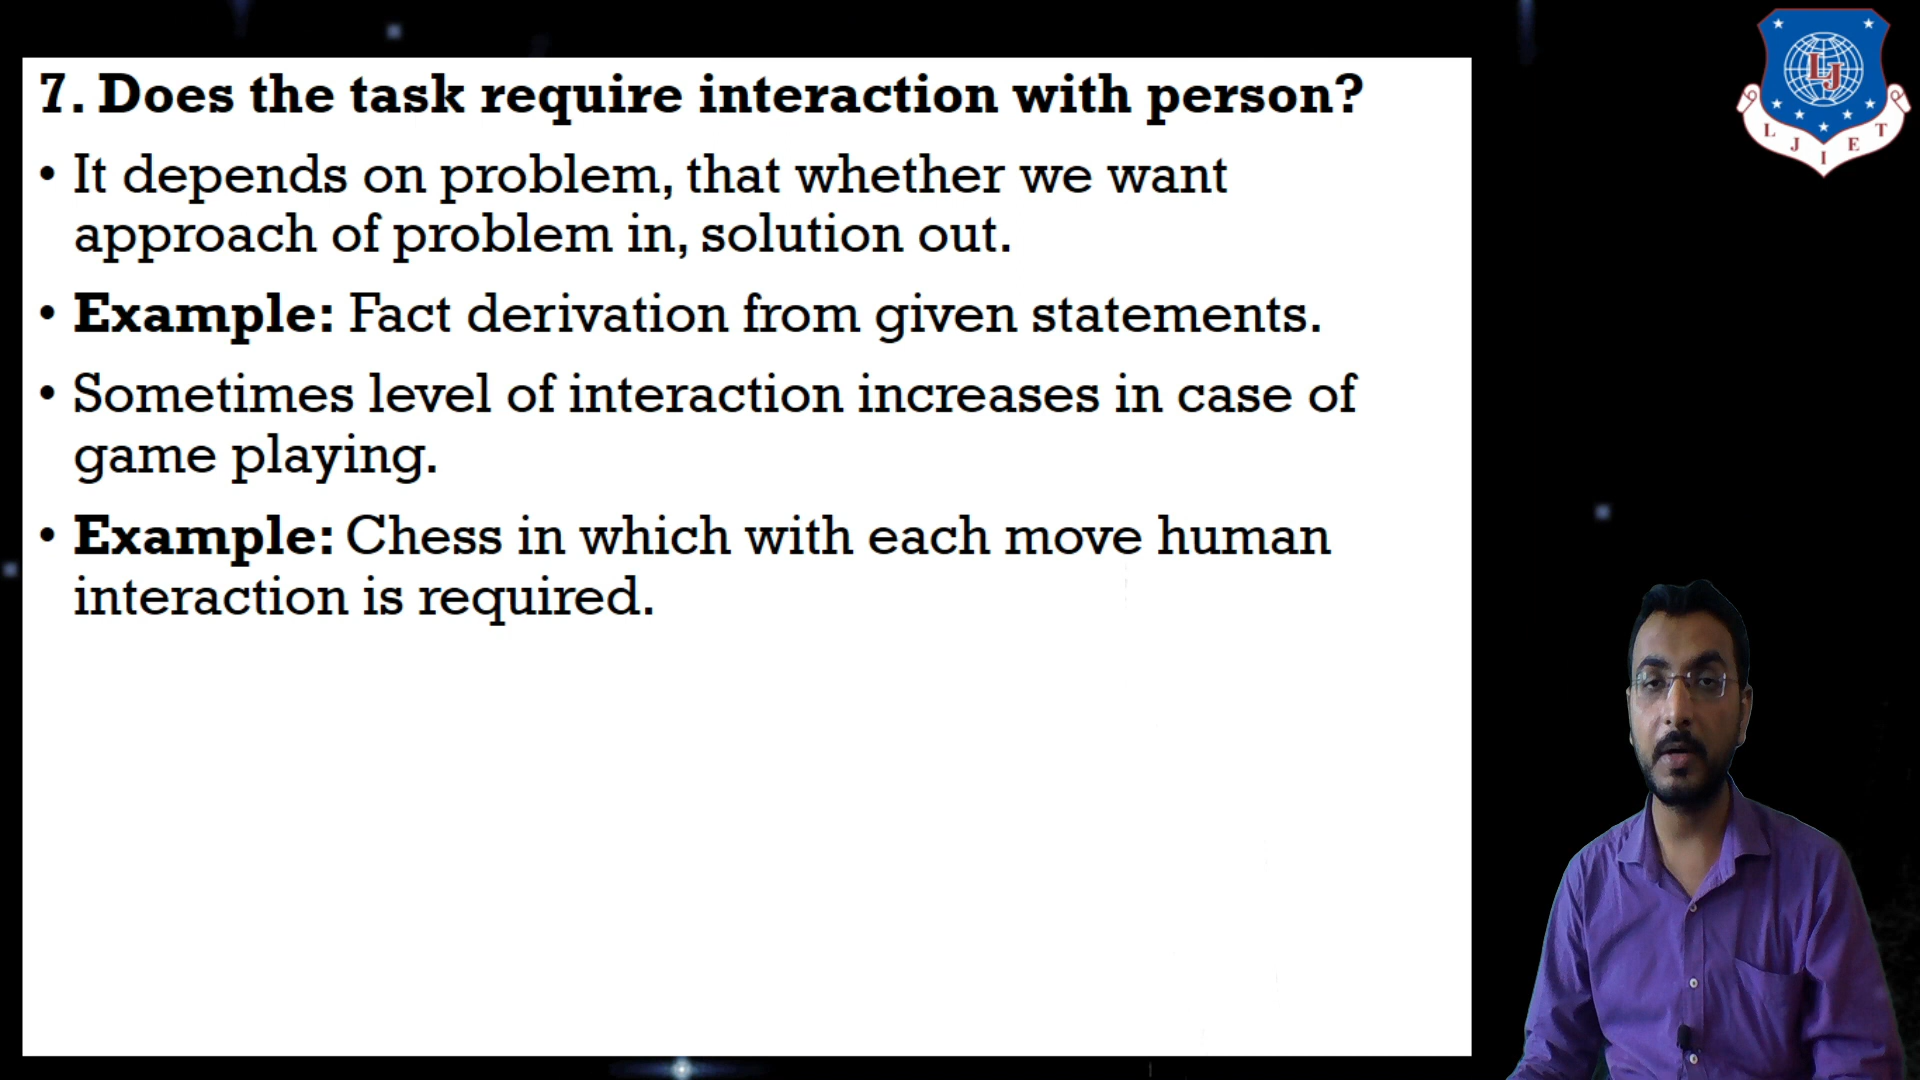 7. Does the task require interaction with person?
• It depends on problem, that whether we want
approach of problem in, solution out.
• Example: Fact derivation from given statements.
• Sometimes level of interaction increases in case of
game playing.
• Example: Chess in which with each move human
interaction is required.
LJ
L J I E T